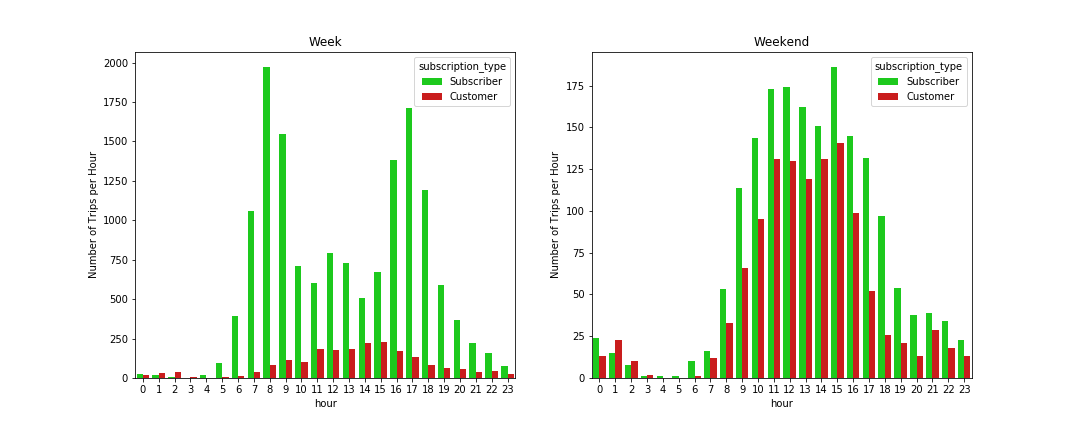 Week
Number of Trips per Hour
2000
1750
1500
1250
1000
750
500
250
0
subscription_type
Subscriber
Customer
0 1 2 3 4 5 6 7 8 9 10 11 12 13 14 15 16 17 18 19 20 21 22 23
hour
Weekend
Number of Trips per Hour
175
150
125
100
75
50
25
0
subscription_type
Subscriber
Customer
0 1 2 3 4 5 6 7 8 9 10 11 12 13 14 15 16 17 18 19 20 21 22 23
hour